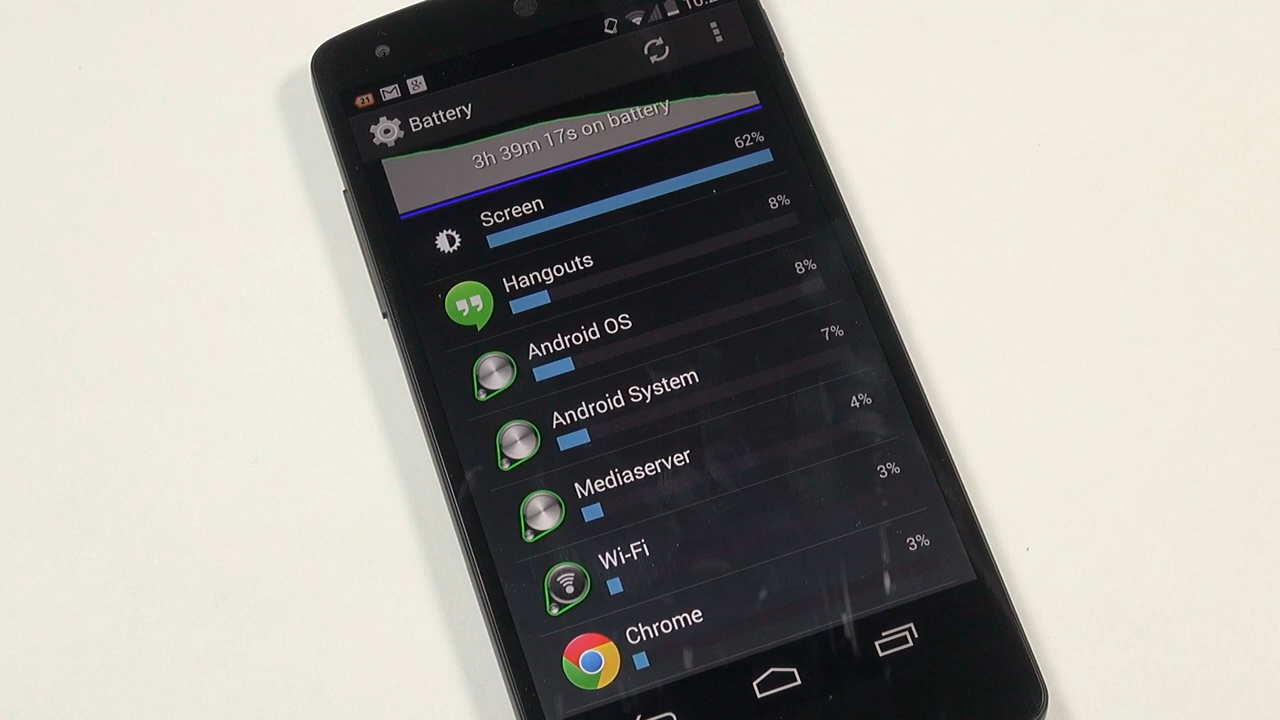 21
Battery
3h 39m 17s on battery
Screen 62%
Hangouts 8%
Android OS 8%
Android System 7%
Mediaserver 4%
Wi-Fi 3%
Chrome 3%